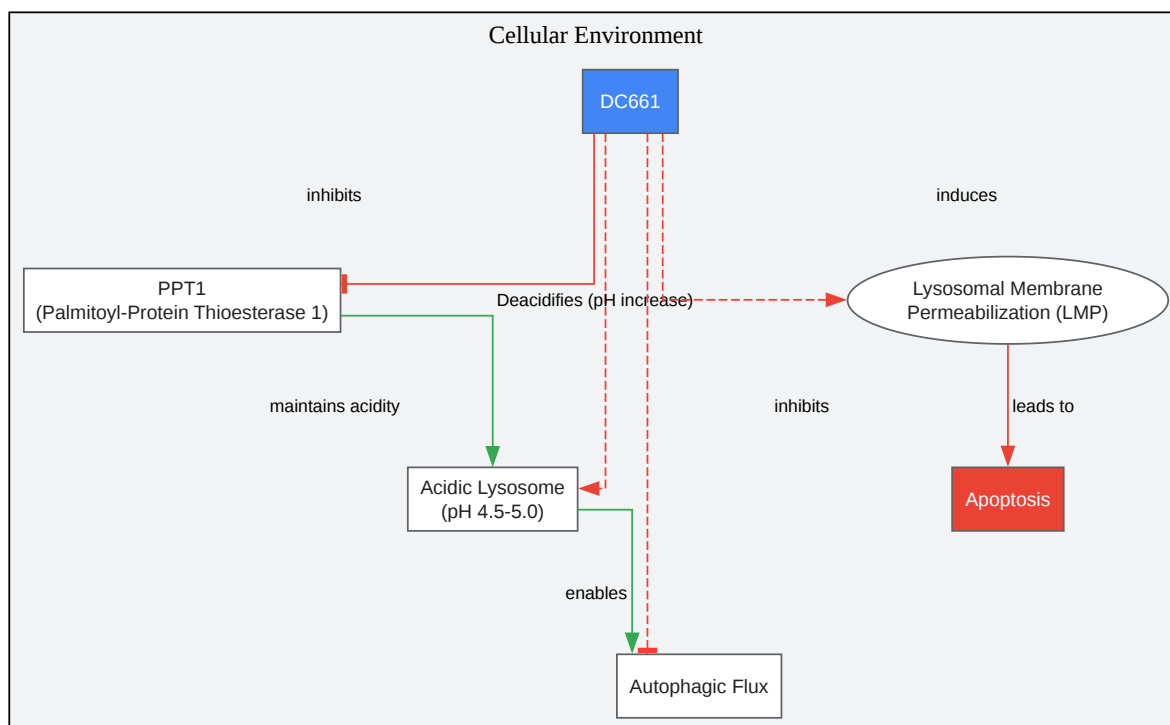 Cellular Environment
DC661
inhibits
induces
PPT1
(Palmitoyl-Protein Thioesterase 1)
Deacidifies (pH increase)
Lysosomal Membrane
Permeabilization (LMP)
maintains acidity
inhibits
leads to
Acidic Lysosome
(pH 4.5-5.0)
Apoptosis
enables
Autophagic Flux